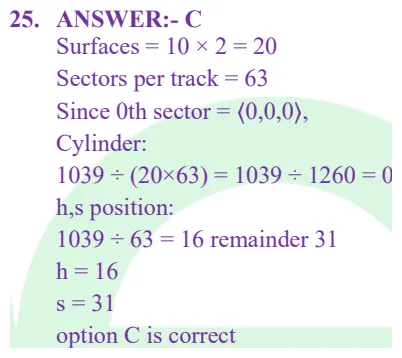 25. ANSWER:- C
Surfaces = 10 × 2 = 20
Sectors per track = 63
Since 0th sector = ⟨0,0,0⟩,
Cylinder:
1039 ÷ (20×63) = 1039 ÷ 1260 = 0
h,s position:
1039 ÷ 63 = 16 remainder 31
h = 16
s = 31
option C is correct